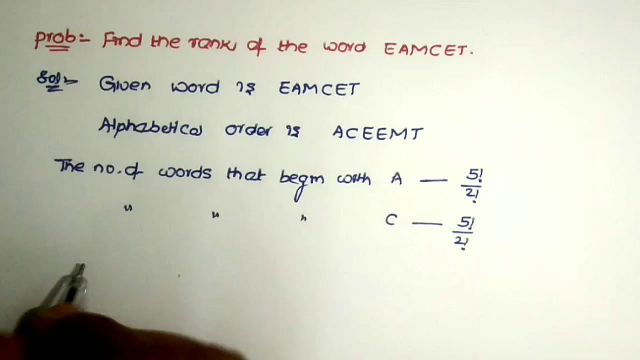 prob:- Find the rank of the word EAMCET.
Sol:- Given word is EAMCET
Alphabetical order is ACEEMT
The no. of words that begin with A — 5!/2!
" " " C — 5!/2!